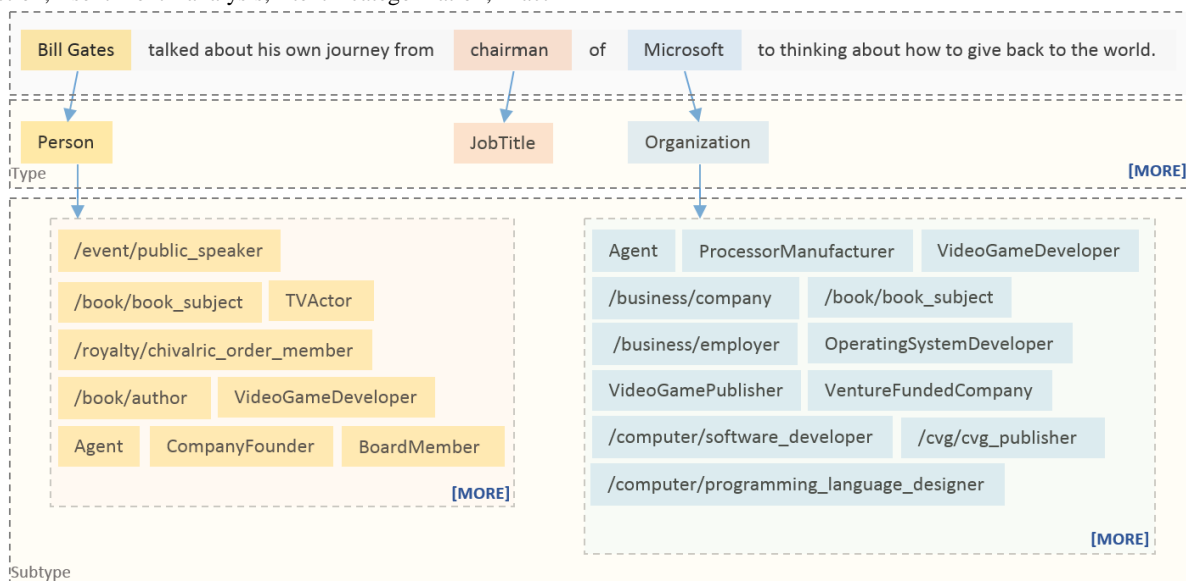 Bill Gates talked about his own journey from chairman of Microsoft to thinking about how to give back to the world.
Person JobTitle Organization
Type [MORE]
/event/public_speaker
/book/book_subject TVActor
/royalty/chivalric_order_member
/book/author VideoGameDeveloper
Agent CompanyFounder BoardMember
[MORE]
Agent ProcessorManufacturer VideoGameDeveloper
/business/company /book/book_subject
/business/employer OperatingSystemDeveloper
VideoGamePublisher VentureFundedCompany
/computer/software_developer /cvg/cvg_publisher
/computer/programming_language_designer
[MORE]
Subtype